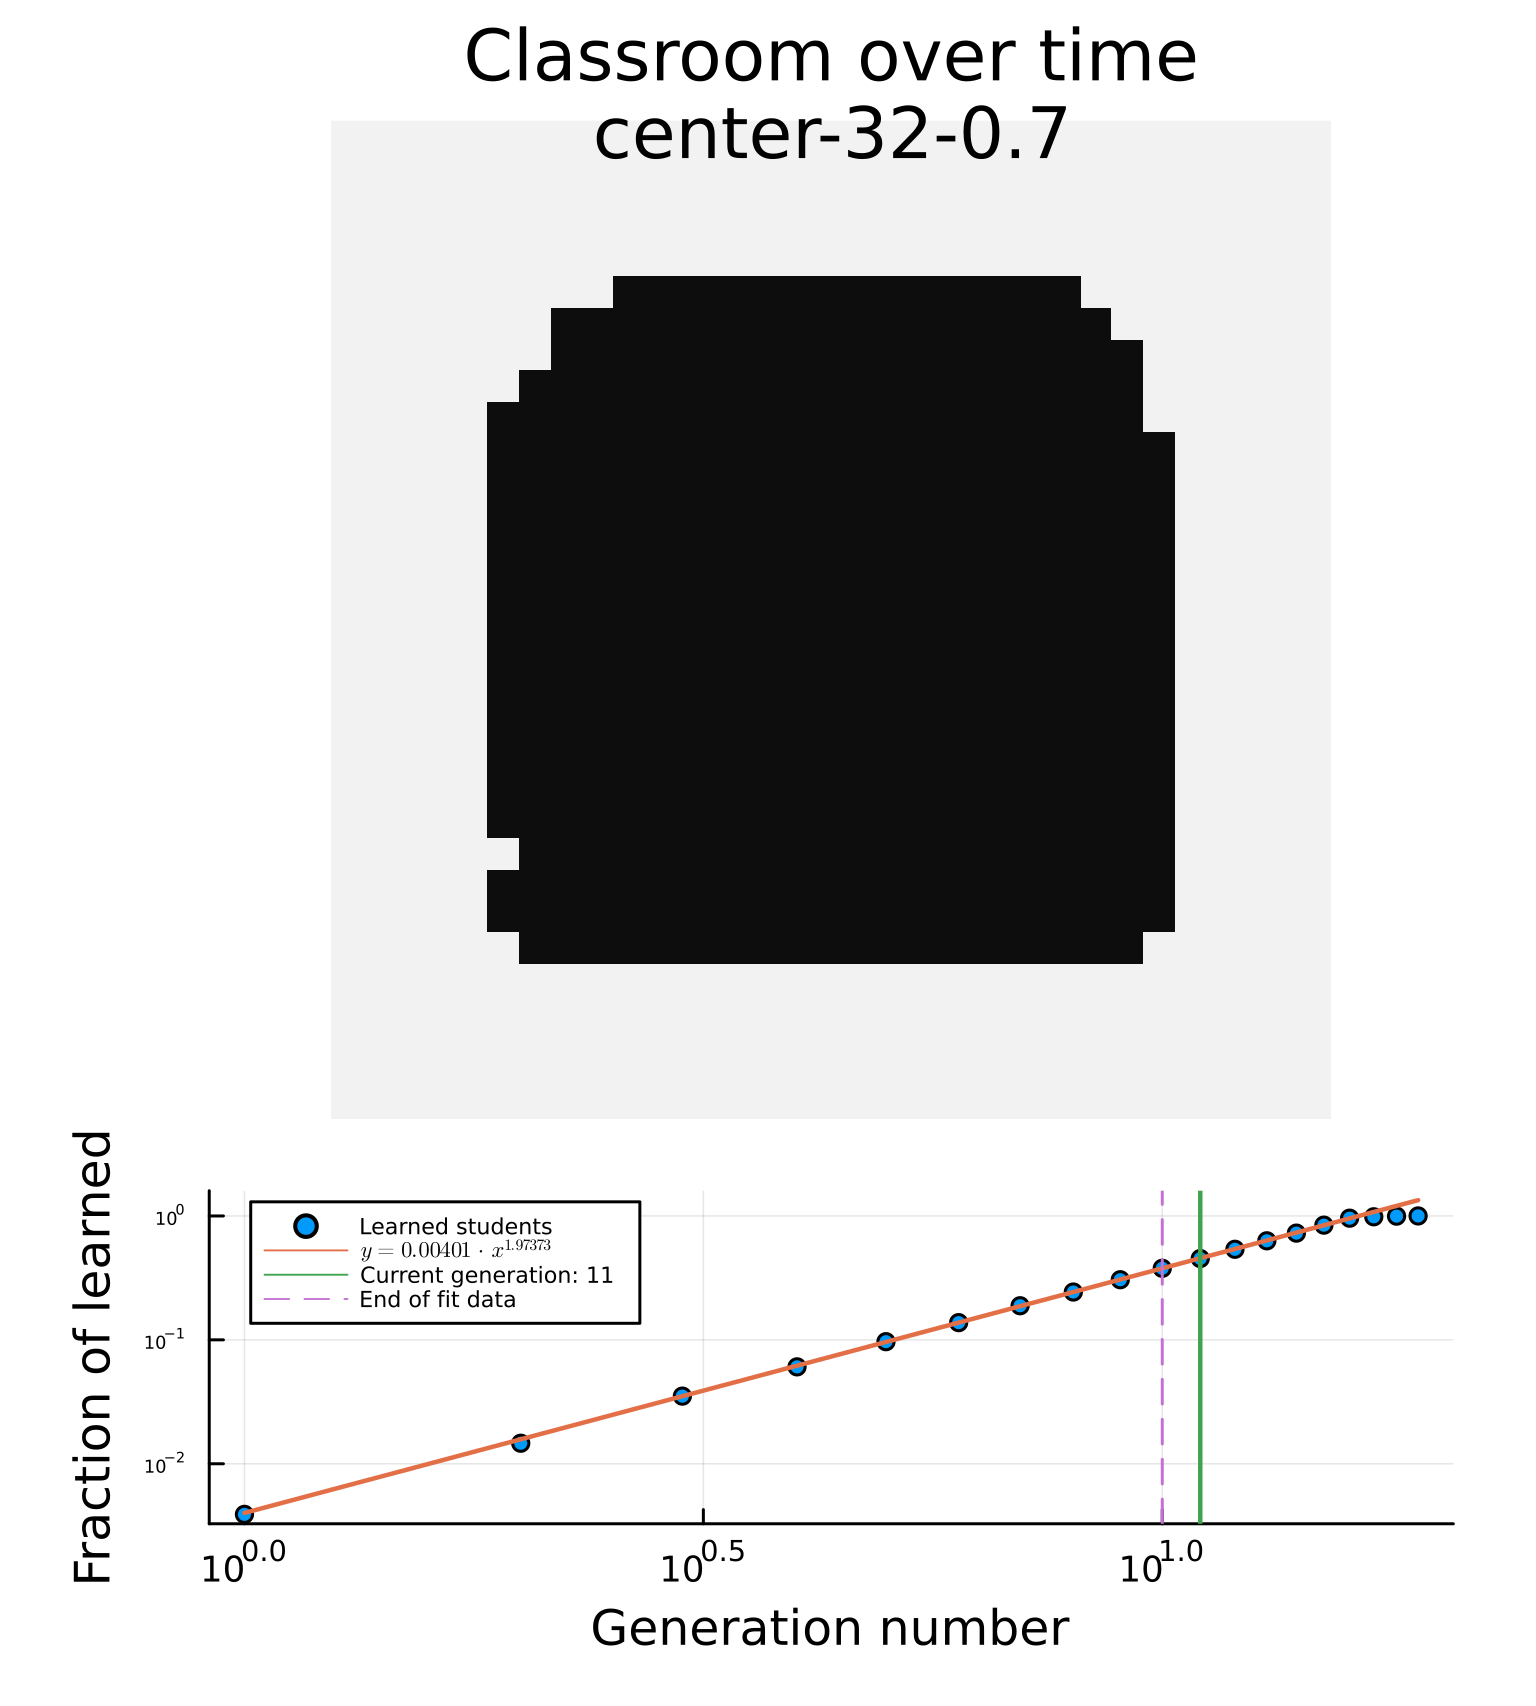 Classroom over time
center-32-0.7
Fraction of learned
10⁰
10⁻¹
10⁻²
Learned students
y = 0.00401 · x^1.97373
Current generation: 11
End of fit data
10^0.0 10^0.5 10^1.0
Generation number